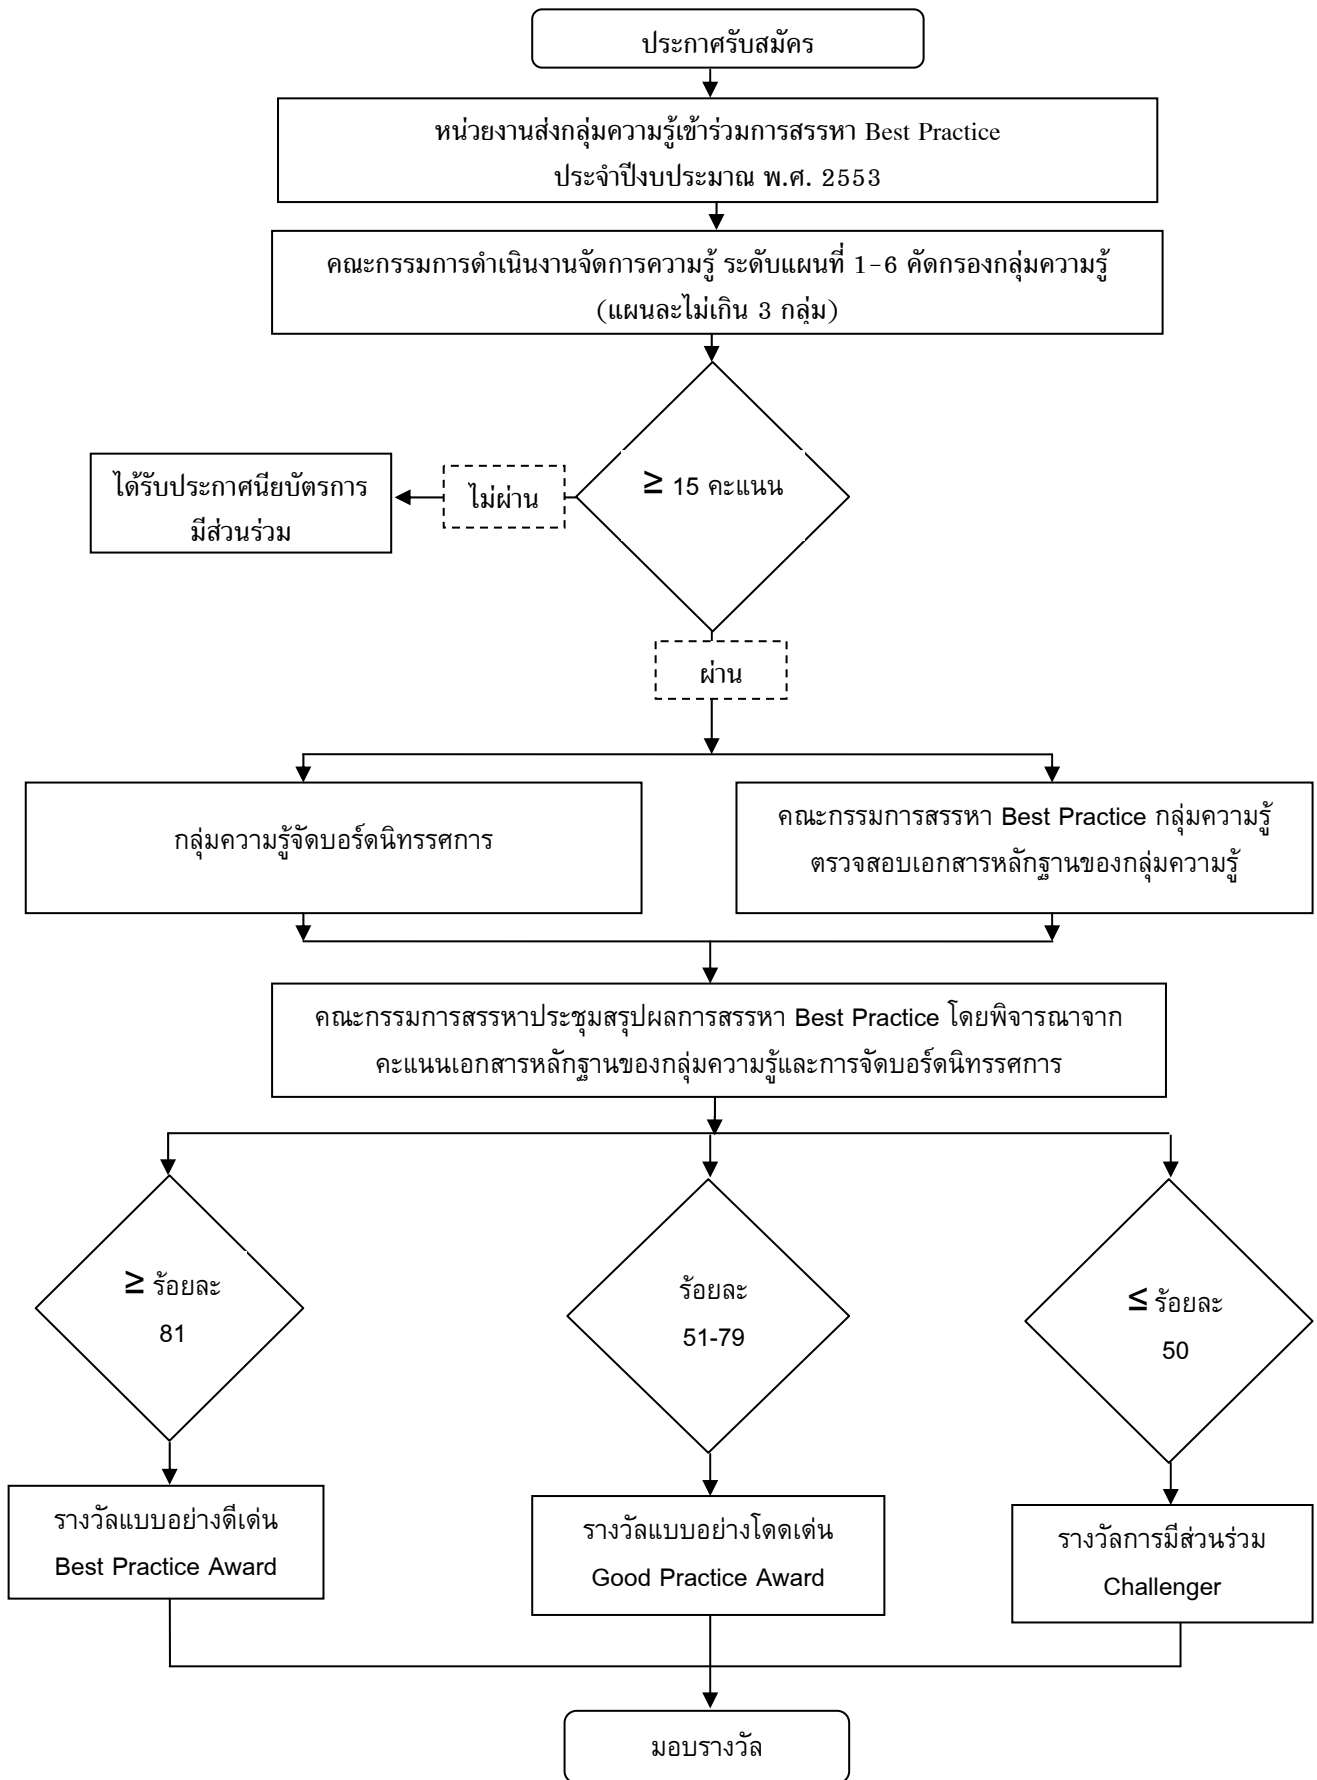 ประกาศรับสมัคร
หน่วยงานส่งกลุ่มความรู้เข้าร่วมการสรรหา Best Practice
ประจำปีงบประมาณ พ.ศ. 2553
คณะกรรมการดำเนินงานจัดการความรู้ ระดับแผนที่ 1-6 คัดกรองกลุ่มความรู้
(แผนละไม่เกิน 3 กลุ่ม)
≥ 15 คะแนน
ไม่ผ่าน
ได้รับประกาศนียบัตรการ
มีส่วนร่วม
ผ่าน
กลุ่มความรู้จัดบอร์ดนิทรรศการ
คณะกรรมการสรรหา Best Practice กลุ่มความรู้
ตรวจสอบเอกสารหลักฐานของกลุ่มความรู้
คณะกรรมการสรรหาประชุมสรุปผลการสรรหา Best Practice โดยพิจารณาจาก
คะแนนเอกสารหลักฐานของกลุ่มความรู้และการจัดบอร์ดนิทรรศการ
≥ ร้อยละ
81
ร้อยละ
51-79
≤ ร้อยละ
50
รางวัลแบบอย่างดีเด่น
Best Practice Award
รางวัลแบบอย่างโดดเด่น
Good Practice Award
รางวัลการมีส่วนร่วม
Challenger
มอบรางวัล